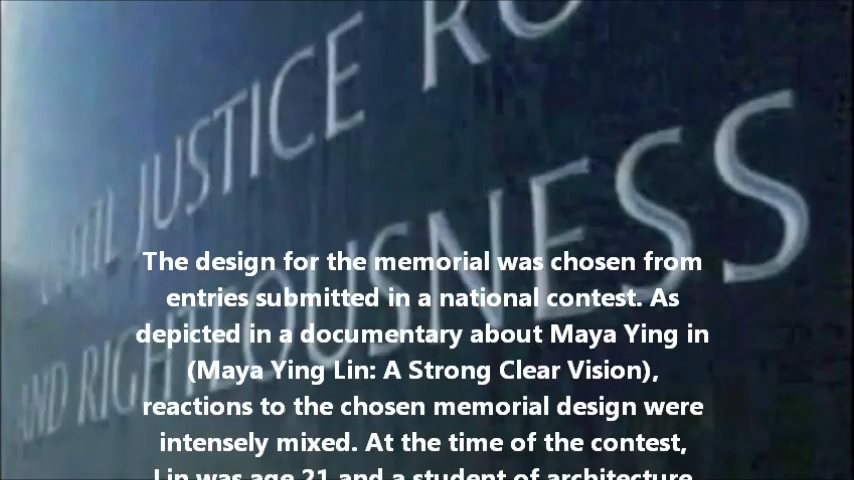 JUSTICE RO
AND RIGHTEOUSNESS
The design for the memorial was chosen from
entries submitted in a national contest. As
depicted in a documentary about Maya Ying in
(Maya Ying Lin: A Strong Clear Vision),
reactions to the chosen memorial design were
intensely mixed. At the time of the contest,
Lin was age 21 and a student of architecture